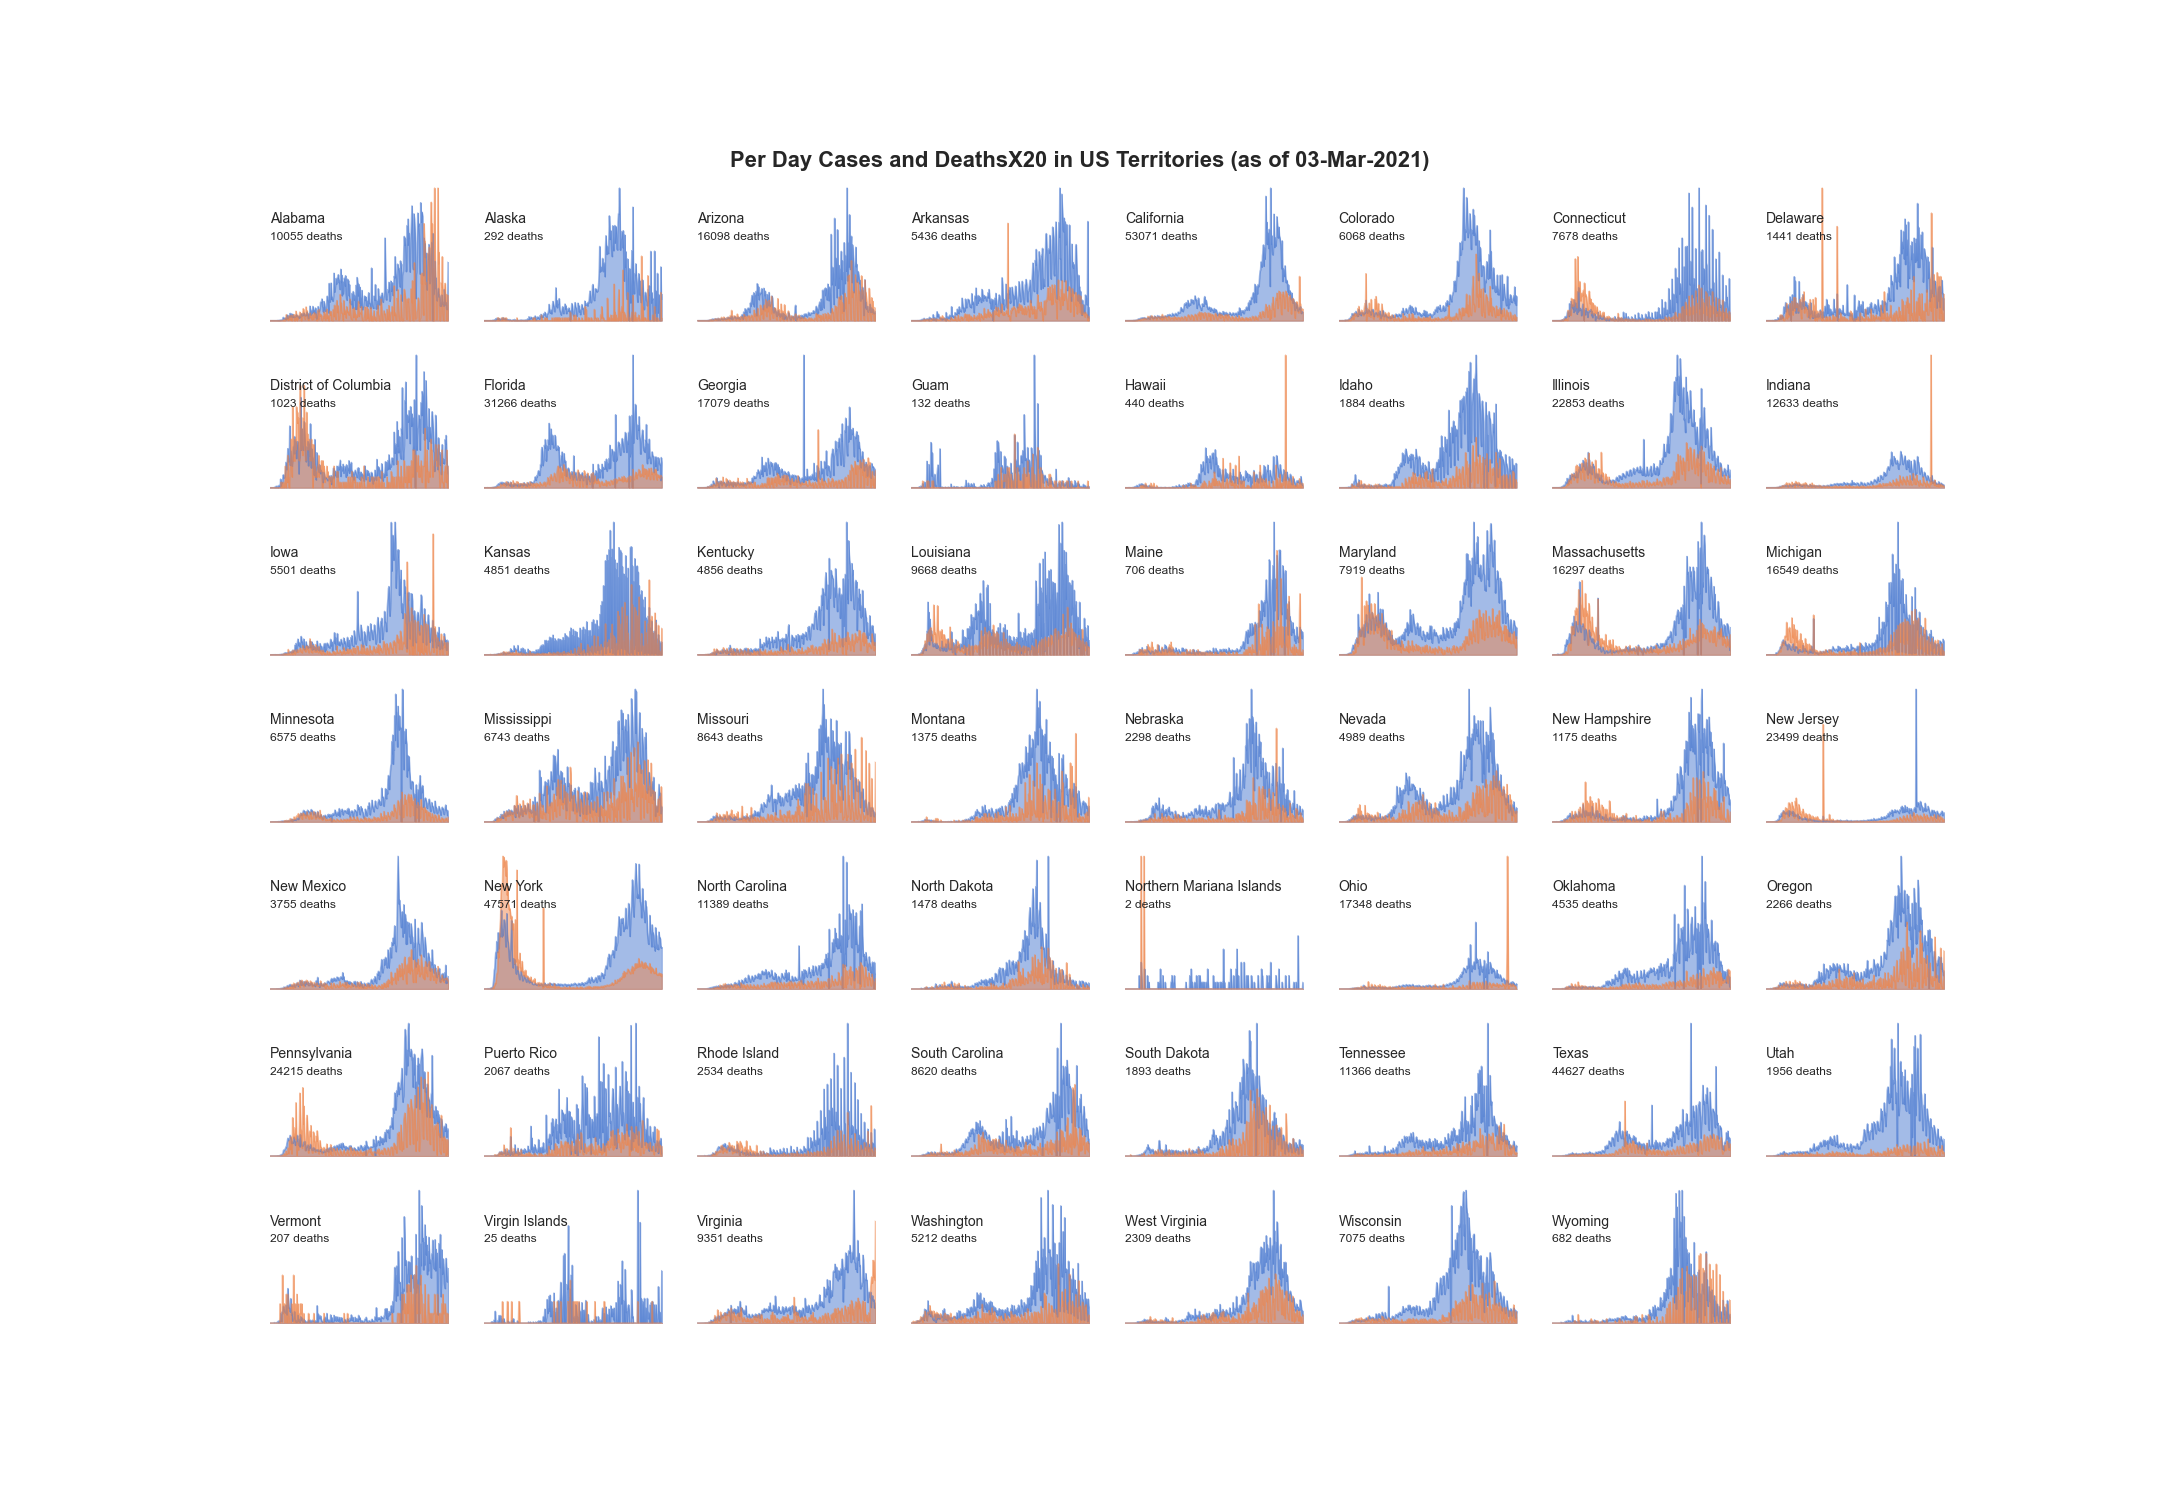 Per Day Cases and DeathsX20 in US Territories (as of 03-Mar-2021)
Alabama
10055 deaths
Alaska
292 deaths
Arizona
16098 deaths
Arkansas
5436 deaths
California
53071 deaths
Colorado
6068 deaths
Connecticut
7678 deaths
Delaware
1441 deaths
District of Columbia
1023 deaths
Florida
31266 deaths
Georgia
17079 deaths
Guam
132 deaths
Hawaii
440 deaths
Idaho
1884 deaths
Illinois
22853 deaths
Indiana
12633 deaths
Iowa
5501 deaths
Kansas
4851 deaths
Kentucky
4856 deaths
Louisiana
9668 deaths
Maine
706 deaths
Maryland
7919 deaths
Massachusetts
16297 deaths
Michigan
16549 deaths
Minnesota
6575 deaths
Mississippi
6743 deaths
Missouri
8643 deaths
Montana
1375 deaths
Nebraska
2298 deaths
Nevada
4989 deaths
New Hampshire
1175 deaths
New Jersey
23499 deaths
New Mexico
3755 deaths
New York
47571 deaths
North Carolina
11389 deaths
North Dakota
1478 deaths
Northern Mariana Islands
2 deaths
Ohio
17348 deaths
Oklahoma
4535 deaths
Oregon
2266 deaths
Pennsylvania
24215 deaths
Puerto Rico
2067 deaths
Rhode Island
2534 deaths
South Carolina
8620 deaths
South Dakota
1893 deaths
Tennessee
11366 deaths
Texas
44627 deaths
Utah
1956 deaths
Vermont
207 deaths
Virgin Islands
25 deaths
Virginia
9351 deaths
Washington
5212 deaths
West Virginia
2309 deaths
Wisconsin
7075 deaths
Wyoming
682 deaths